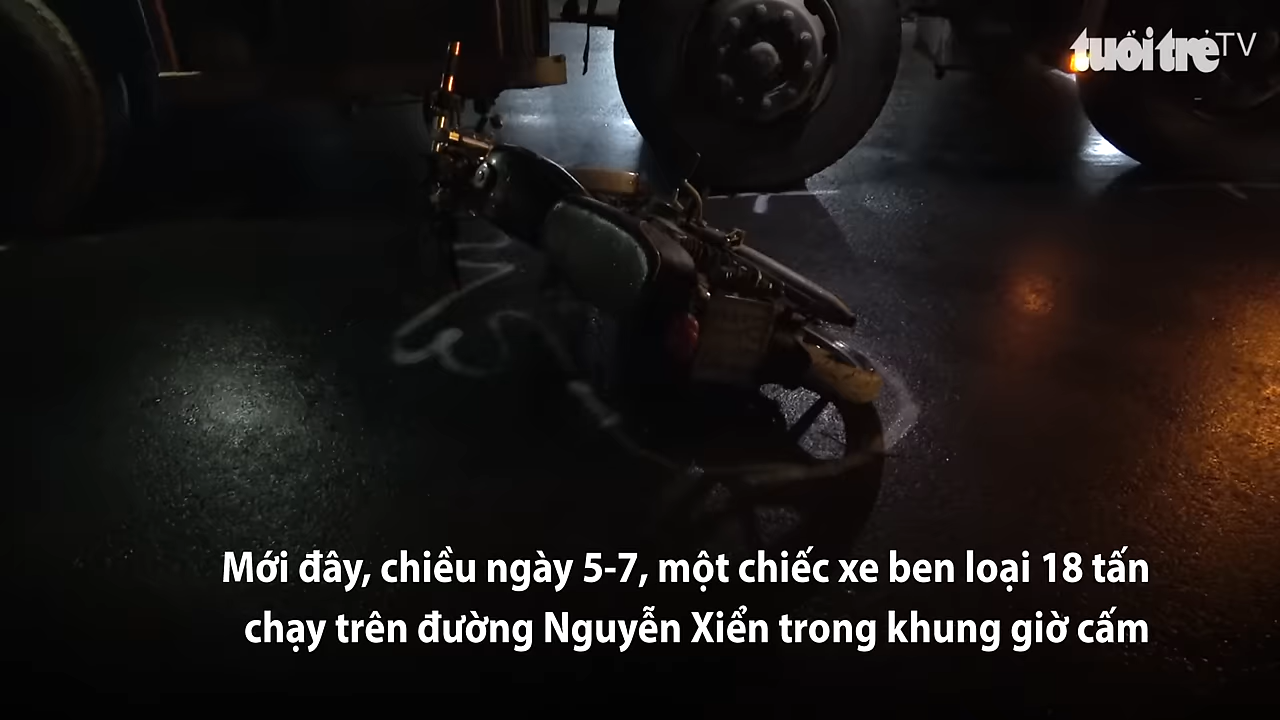 tuổi trẻ TV
Mới đây, chiều ngày 5-7, một chiếc xe ben loại 18 tấn
chạy trên đường Nguyễn Xiển trong khung giờ cấm